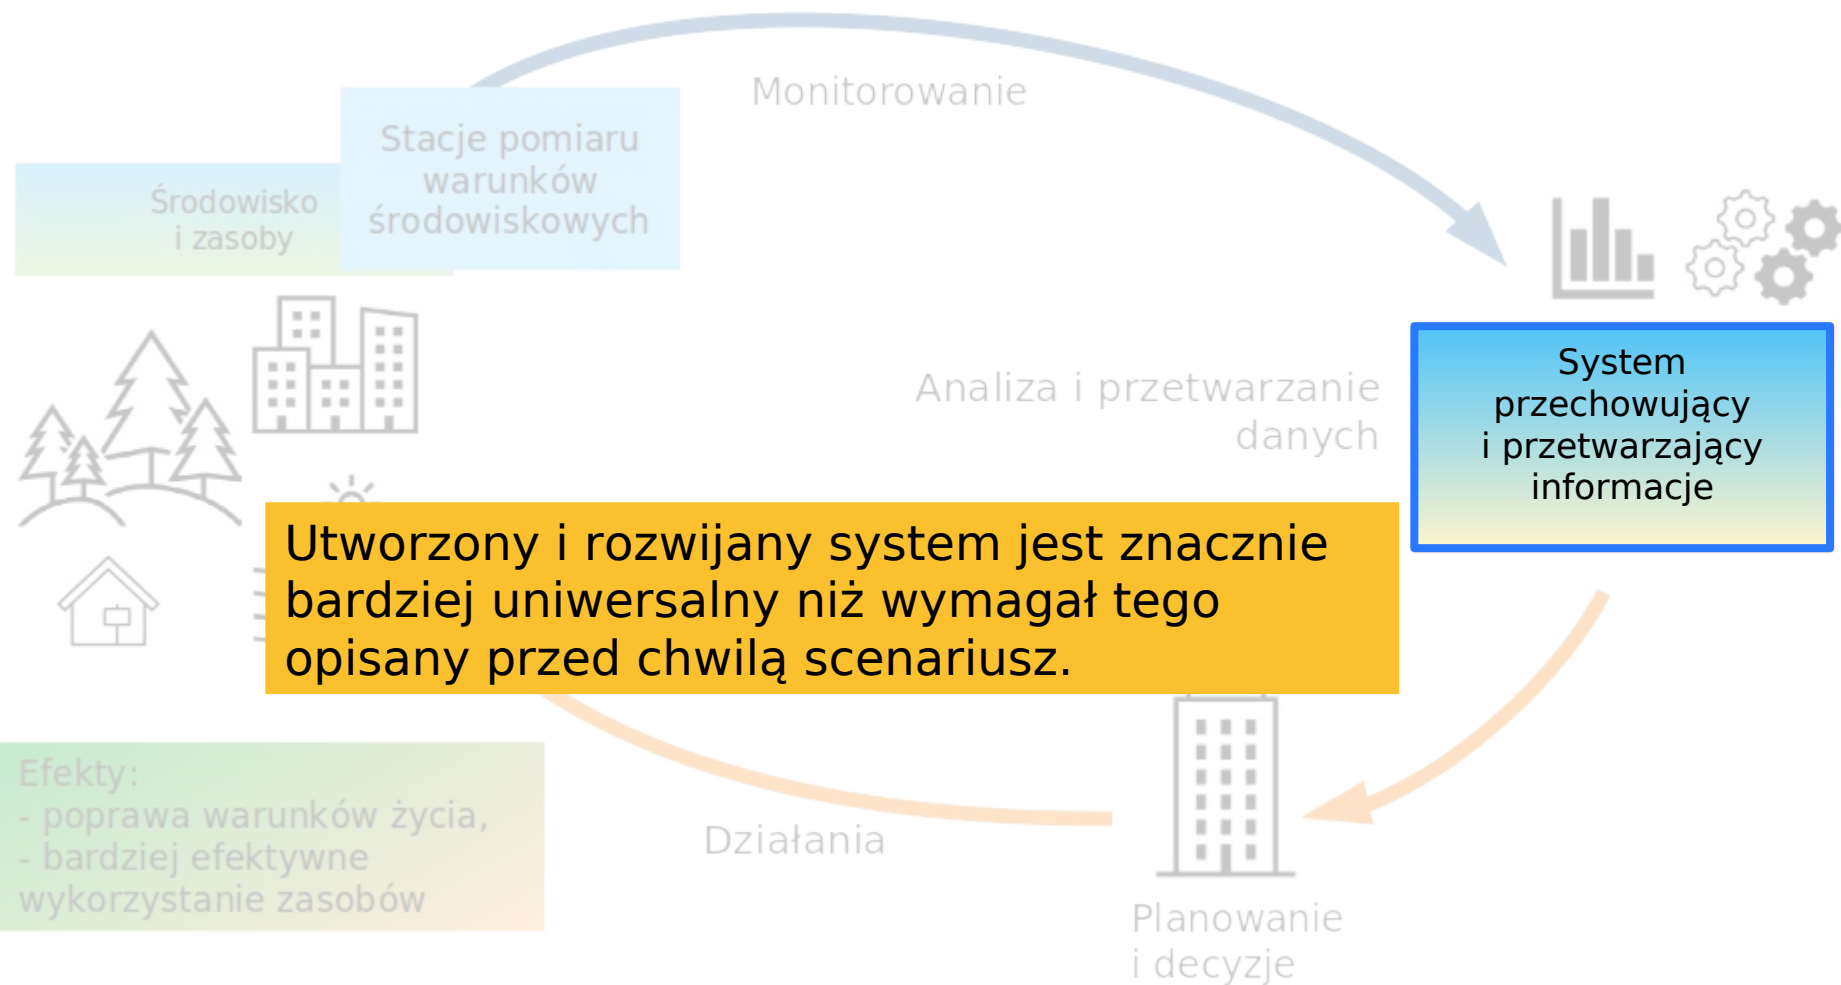 Monitorowanie
Stacje pomiaru
warunków
środowiskowych
Środowisko
i zasoby
Analiza i przetwarzanie
danych
System
przechowujący
i przetwarzający
informacje
Utworzony i rozwijany system jest znacznie
bardziej uniwersalny niż wymagał tego
opisany przed chwilą scenariusz.
Efekty:
- poprawa warunków życia,
- bardziej efektywne
wykorzystanie zasobów
Działania
Planowanie
i decyzje